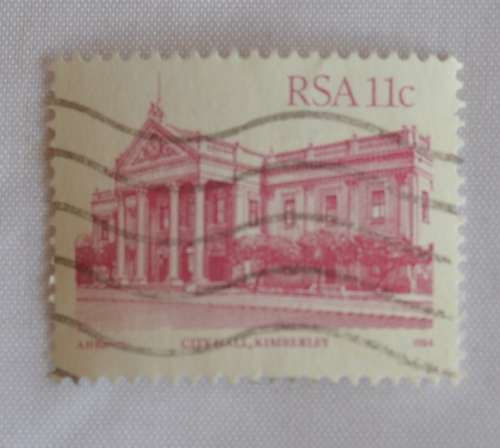 RSA 11c
CITY HALL, KIMBERLEY 1984